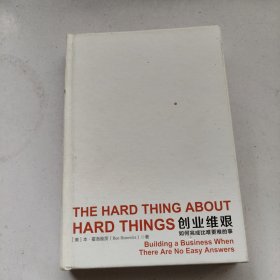 THE HARD THING ABOUT
HARD THINGS 创业维艰
如何完成比难更难的事
[美] 本·霍洛维茨 (Ben Horowitz) 著
Building a Business When
There Are No Easy Answers